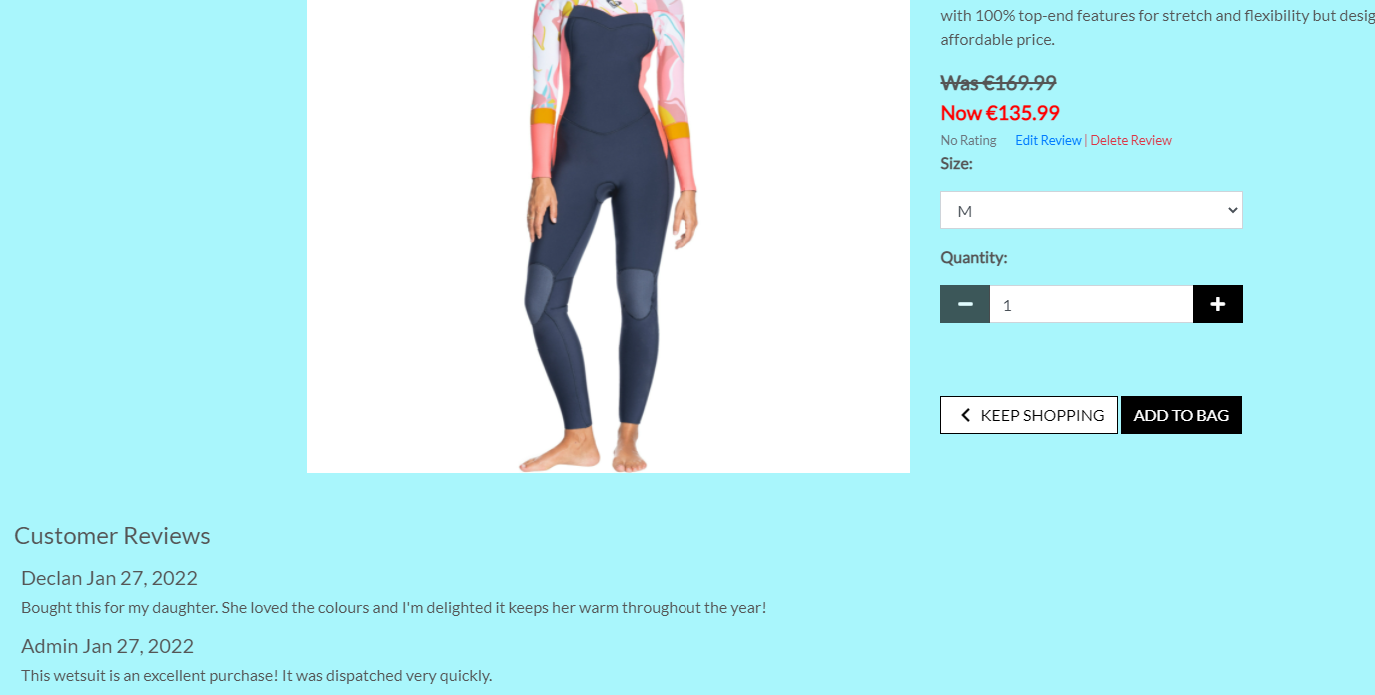 with 100% top-end features for stretch and flexibility but desig
affordable price.
Was €169.99
Now €135.99
No Rating Edit Review | Delete Review
Size:
M
Quantity:
1
KEEP SHOPPING ADD TO BAG
Customer Reviews
Declan Jan 27, 2022
Bought this for my daughter. She loved the colours and I'm delighted it keeps her warm throughout the year!
Admin Jan 27, 2022
This wetsuit is an excellent purchase! It was dispatched very quickly.